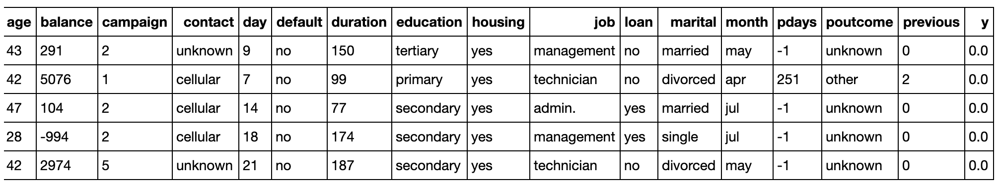 age balance campaign contact day default duration education housing job loan marital month pdays poutcome previous y
43 291 2 unknown 9 no 150 tertiary yes management no married may -1 unknown 0 0.0
42 5076 1 cellular 7 no 99 primary yes technician no divorced apr 251 other 2 0.0
47 104 2 cellular 14 no 77 secondary yes admin. yes married jul -1 unknown 0 0.0
28 -994 2 cellular 18 no 174 secondary yes management yes single jul -1 unknown 0 0.0
42 2974 5 unknown 21 no 187 secondary yes technician no divorced may -1 unknown 0 0.0